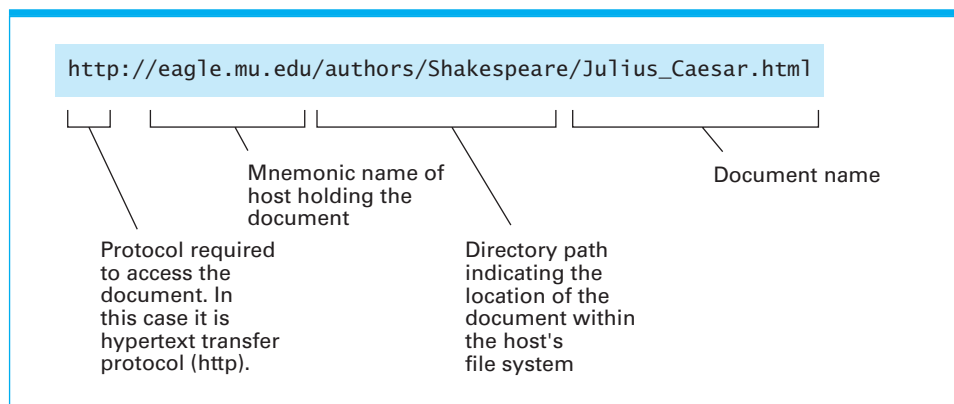 http://eagle.mu.edu/authors/Shakespeare/Julius_Caesar.html
Mnemonic name of
host holding the
document
Document name
Protocol required
to access the
document. In
this case it is
hypertext transfer
protocol (http).
Directory path
indicating the
location of the
document within
the host's
file system